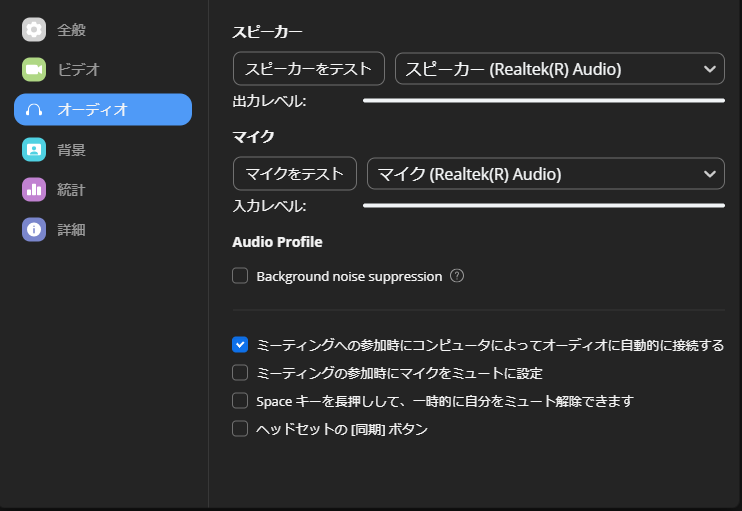 全般
ビデオ
オーディオ
背景
統計
詳細
スピーカー
スピーカーをテスト
スピーカー (Realtek(R) Audio)
出力レベル:
マイク
マイクをテスト
マイク (Realtek(R) Audio)
入力レベル:
Audio Profile
Background noise suppression ?
ミーティングへの参加時にコンピュータによってオーディオに自動的に接続する
ミーティングの参加時にマイクをミュートに設定
Space キーを長押しして、一時的に自分をミュート解除できます
ヘッドセットの [同期] ボタン